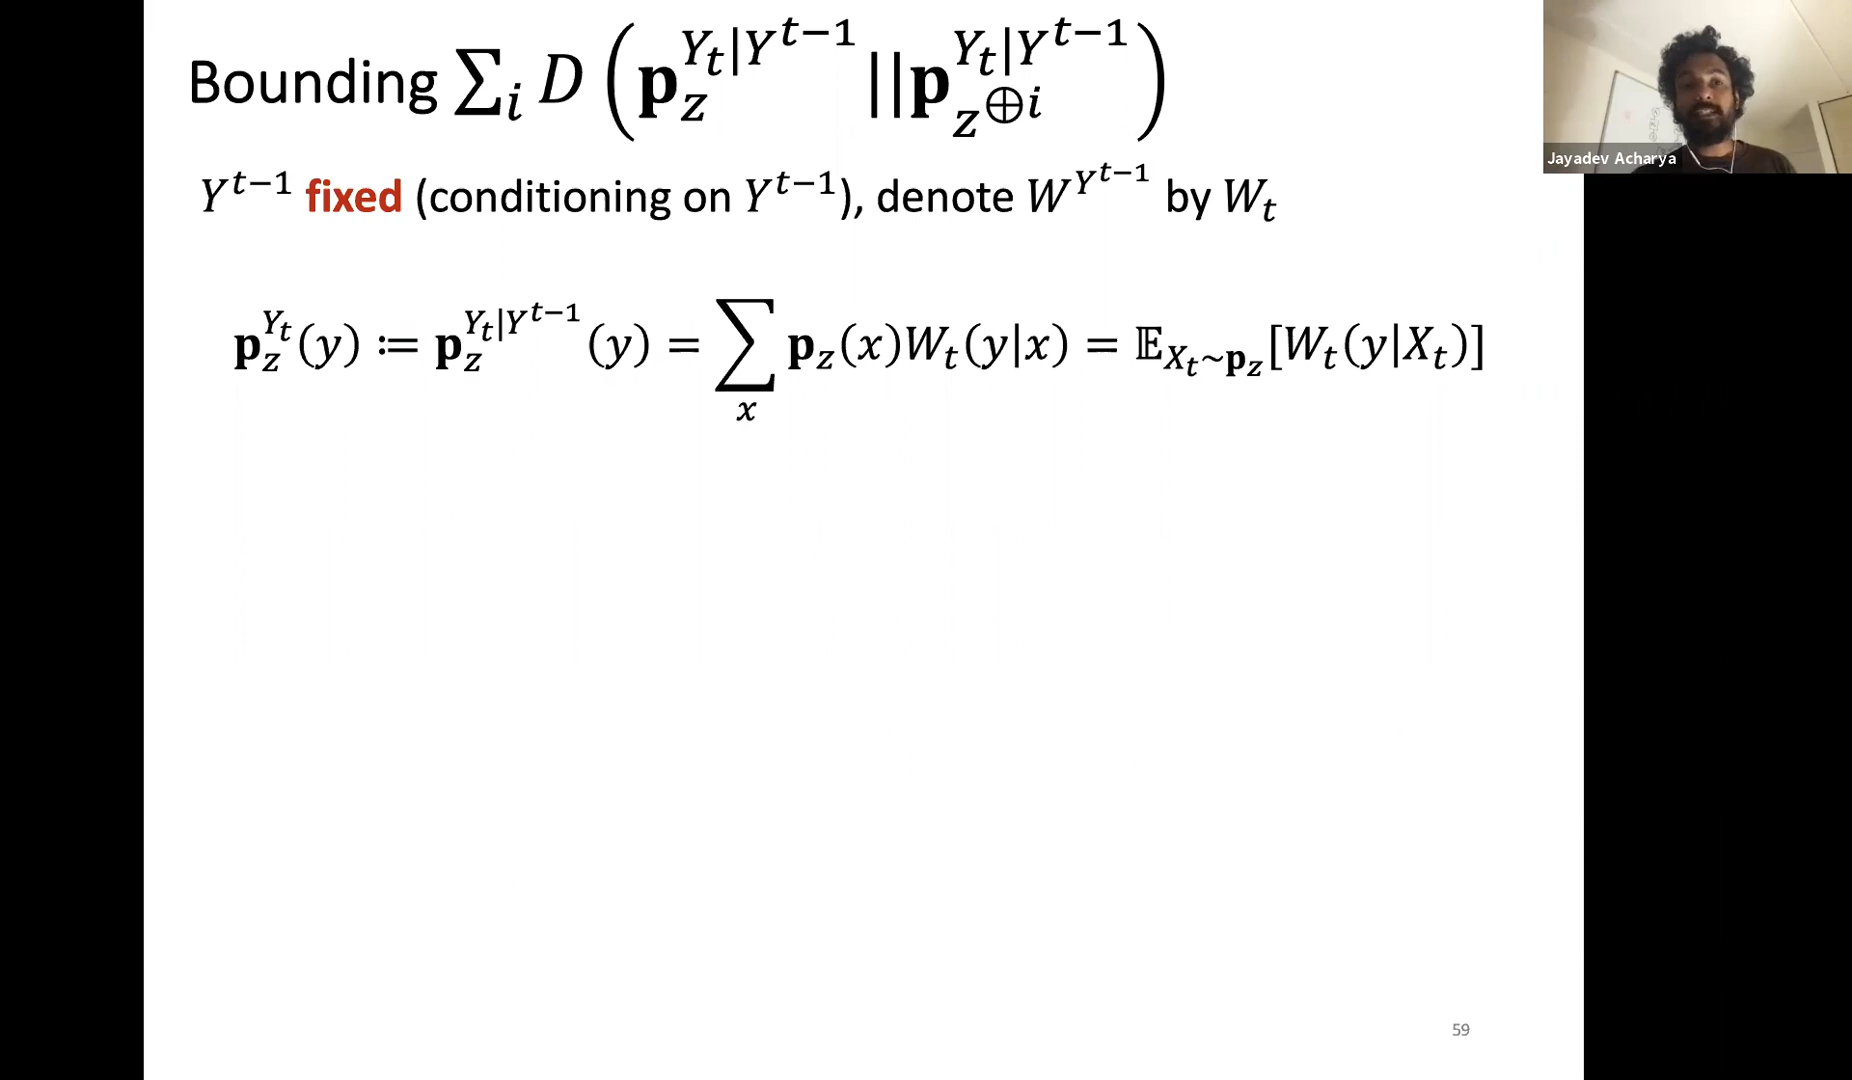 Bounding ∑ᵢ D (𝐩_z^{Y_t|Y^{t−1}} || 𝐩_{z⊕i}^{Y_t|Y^{t−1}})
Jayadev Acharya
Y^{t−1} fixed (conditioning on Y^{t−1}), denote W^{Y^{t−1}} by W_t
𝐩_z^{Y_t}(y) ≔ 𝐩_z^{Y_t|Y^{t−1}}(y) = ∑_x 𝐩_z(x)W_t(y|x) = 𝔼_{X_t~𝐩_z}[W_t(y|X_t)]
59